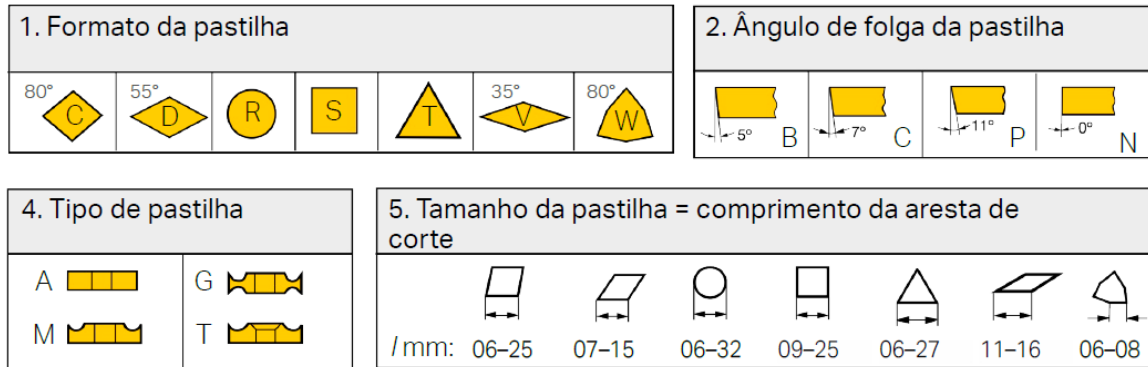 1. Formato da pastilha
80° 55° 35° 80°
C D R S T V W
2. Ângulo de folga da pastilha
5° B 7° C 11° P 0° N
4. Tipo de pastilha
A G
M T
5. Tamanho da pastilha = comprimento da aresta de
corte
l mm: 06–25 07–15 06–32 09–25 06–27 11–16 06–08